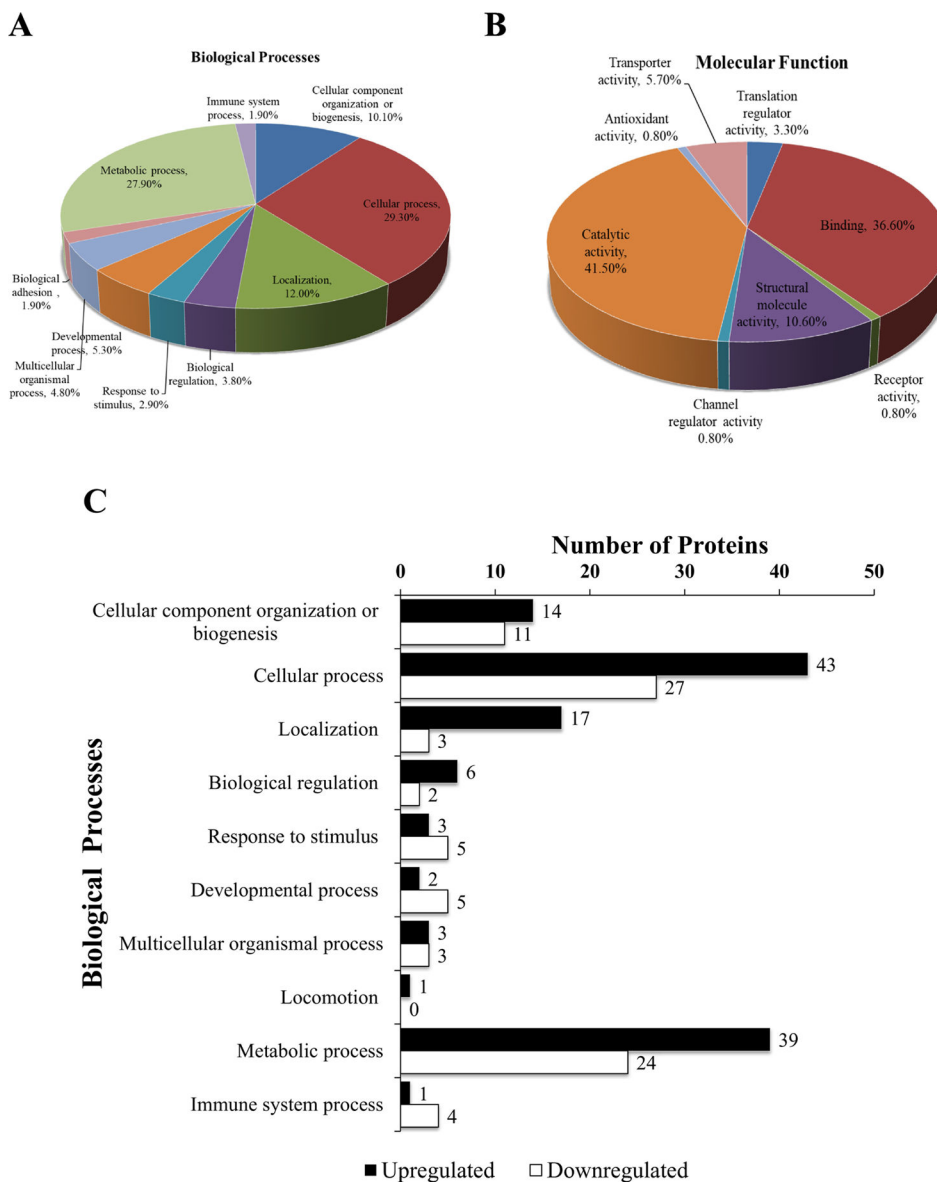 A
Biological Processes
Immune system
process, 1.90%
Cellular component
organization or
biogenesis, 10.10%
Metabolic process,
27.90%
Cellular process,
29.30%
Localization,
12.00%
Biological
adhesion ,
1.90%
Developmental
process, 5.30%
Multicellular
organismal
process, 4.80%
Response to
stimulus, 2.90%
Biological
regulation, 3.80%
B
Molecular Function
Transporter
activity, 5.70%
Translation
regulator
activity, 3.30%
Antioxidant
activity, 0.80%
Binding, 36.60%
Catalytic
activity,
41.50%
Structural
molecule
activity, 10.60%
Receptor
activity,
0.80%
Channel
regulator activity
0.80%
C
Number of Proteins
0 10 20 30 40 50
Biological Processes
Cellular component organization or
biogenesis
14
11
Cellular process
43
27
Localization
17
3
Biological regulation
6
2
Response to stimulus
3
5
Developmental process
2
5
Multicellular organismal process
3
3
Locomotion
1
0
Metabolic process
39
24
Immune system process
1
4
Upregulated Downregulated